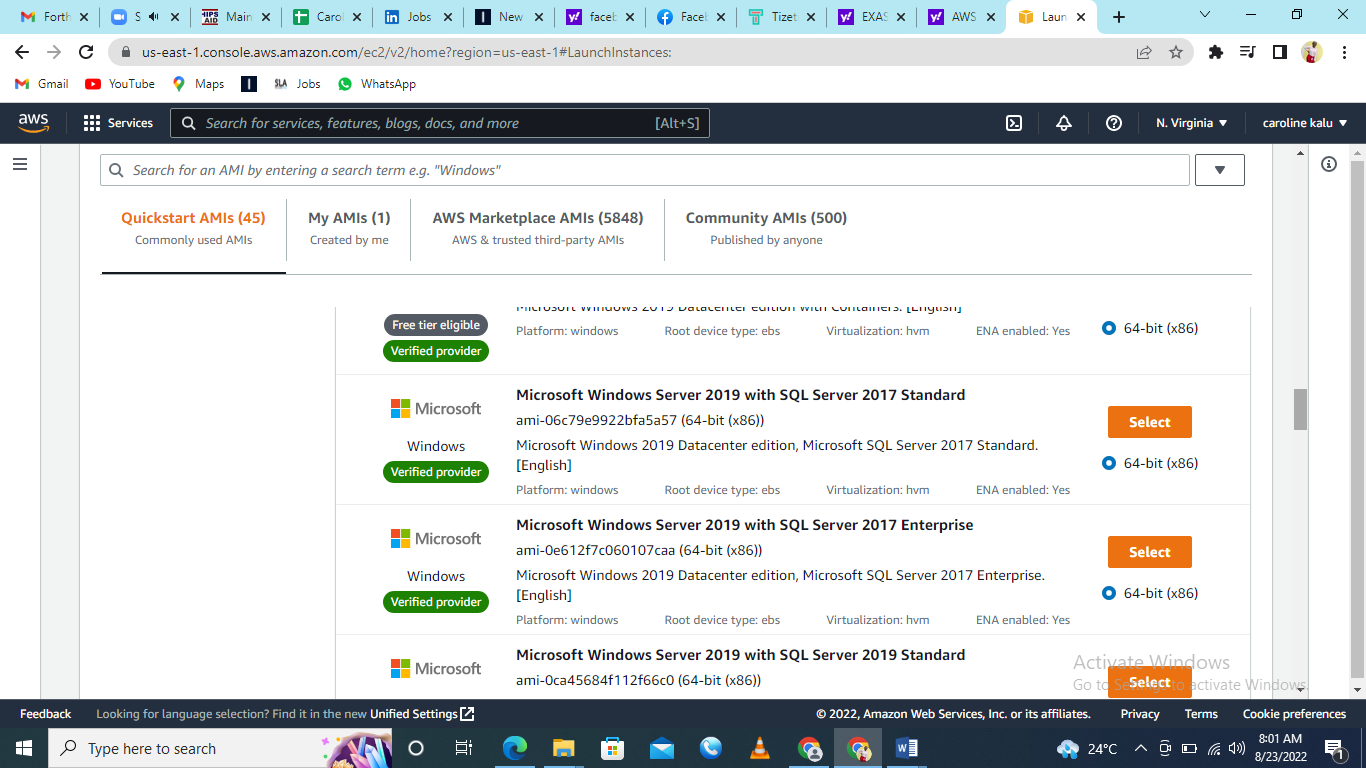 Forth
S
Main
Carol
Jobs
New
faceb
Faceb
Tizet
EXAS
AWS
Laun
us-east-1.console.aws.amazon.com/ec2/v2/home?region=us-east-1#LaunchInstances:
Gmail YouTube Maps Jobs WhatsApp
aws Services Search for services, features, blogs, docs, and more [Alt+S] N. Virginia caroline kalu
Search for an AMI by entering a search term e.g. "Windows"
Quickstart AMIs (45) My AMIs (1) AWS Marketplace AMIs (5848) Community AMIs (500)
Commonly used AMIs Created by me AWS & trusted third-party AMIs Published by anyone
Microsoft Windows 2019 Datacenter edition with Containers. [English]
Free tier eligible
Platform: windows Root device type: ebs Virtualization: hvm ENA enabled: Yes 64-bit (x86)
Verified provider
Microsoft Windows Server 2019 with SQL Server 2017 Standard
Microsoft
ami-06c79e9922bfa5a57 (64-bit (x86))
Select
Windows
Microsoft Windows 2019 Datacenter edition, Microsoft SQL Server 2017 Standard.
[English]
64-bit (x86)
Verified provider
Platform: windows Root device type: ebs Virtualization: hvm ENA enabled: Yes
Microsoft Windows Server 2019 with SQL Server 2017 Enterprise
Microsoft
ami-0e612f7c060107caa (64-bit (x86))
Select
Windows
Microsoft Windows 2019 Datacenter edition, Microsoft SQL Server 2017 Enterprise.
[English]
64-bit (x86)
Verified provider
Platform: windows Root device type: ebs Virtualization: hvm ENA enabled: Yes
Microsoft Windows Server 2019 with SQL Server 2019 Standard
Microsoft
ami-0ca45684f112f66c0 (64-bit (x86))
Select
Activate Windows
Go to Settings to activate Windows.
Feedback Looking for language selection? Find it in the new Unified Settings © 2022, Amazon Web Services, Inc. or its affiliates. Privacy Terms Cookie preferences
Type here to search
24°C
8:01 AM
8/23/2022
1